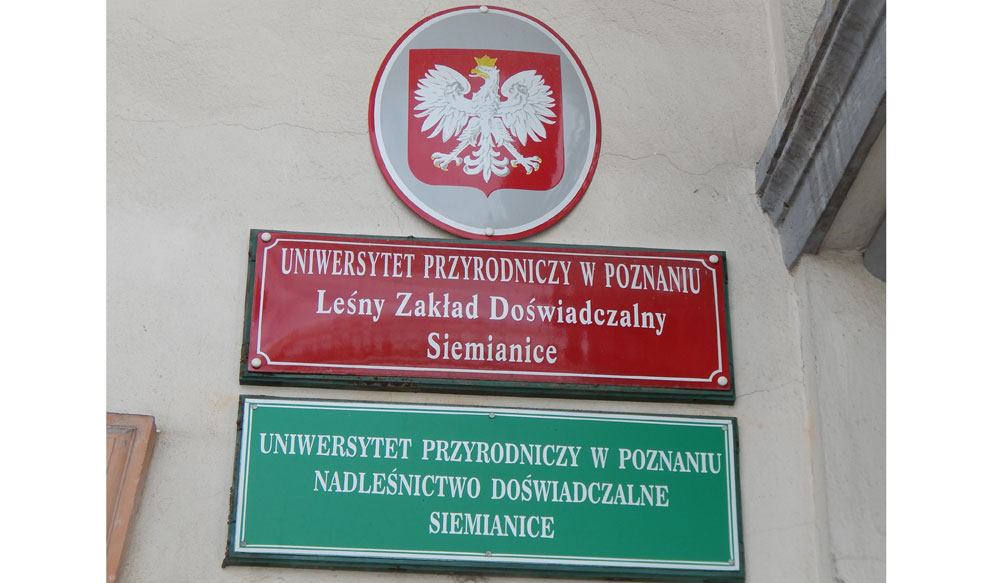 UNIWERSYTET PRZYRODNICZY W POZNANIU
Leśny Zakład Doświadczalny
Siemianice
UNIWERSYTET PRZYRODNICZY W POZNANIU
NADLEŚNICTWO DOŚWIADCZALNE
SIEMIANICE